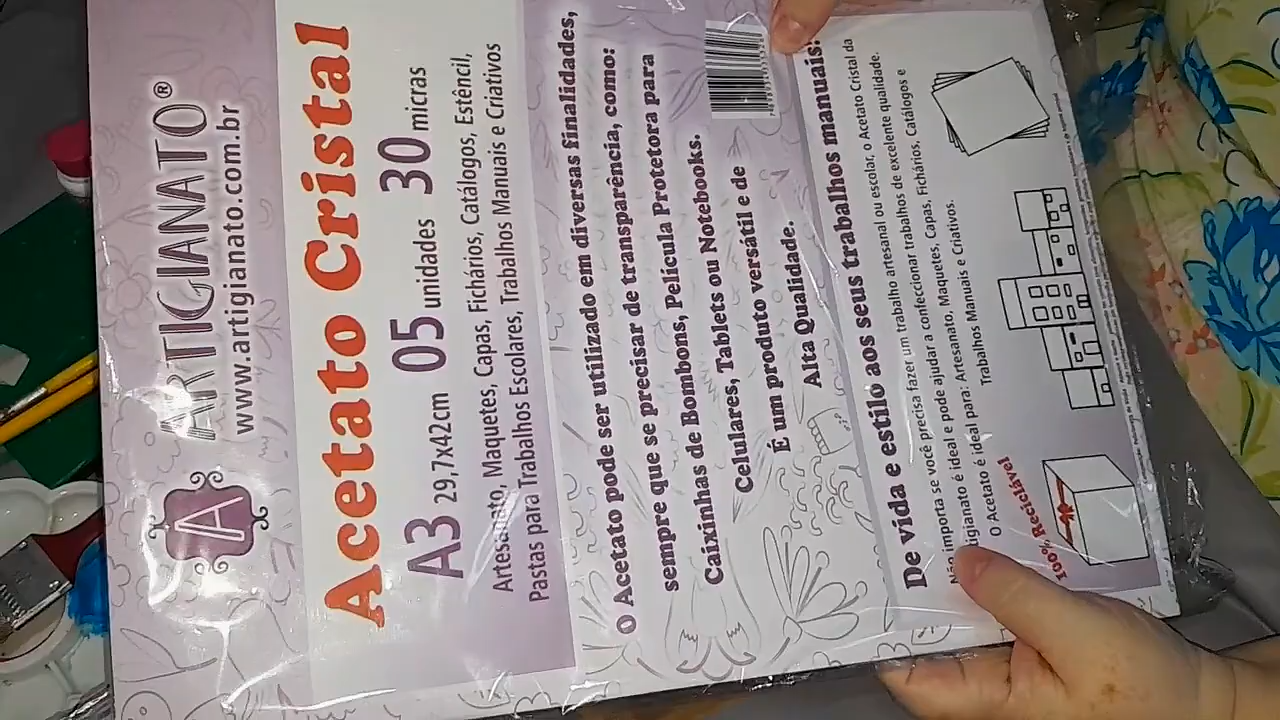 A
ARTIGIANATO®
www.artigianato.com.br
Acetato Cristal
A3 29,7x42cm 05 unidades 30 micras
Artesanato, Maquetes, Capas, Fichários, Catálogos, Estêncil,
Pastas para Trabalhos Escolares, Trabalhos Manuais e Criativos
O Acetato pode ser utilizado em diversas finalidades,
sempre que se precisar de transparência, como:
Caixinhas de Bombons, Película Protetora para
Celulares, Tablets ou Notebooks.
É um produto versátil e de
Alta Qualidade.
De vida e estilo aos seus trabalhos manuais:
Não importa se você precisa fazer um trabalho artesanal ou escolar, o Acetato Cristal da
Artigianato é ideal e pode ajudar a confeccionar trabalhos de excelente qualidade.
O Acetato é ideal para: Artesanato, Maquetes, Capas, Fichários, Catálogos e
Trabalhos Manuais e Criativos.
100% Reciclável